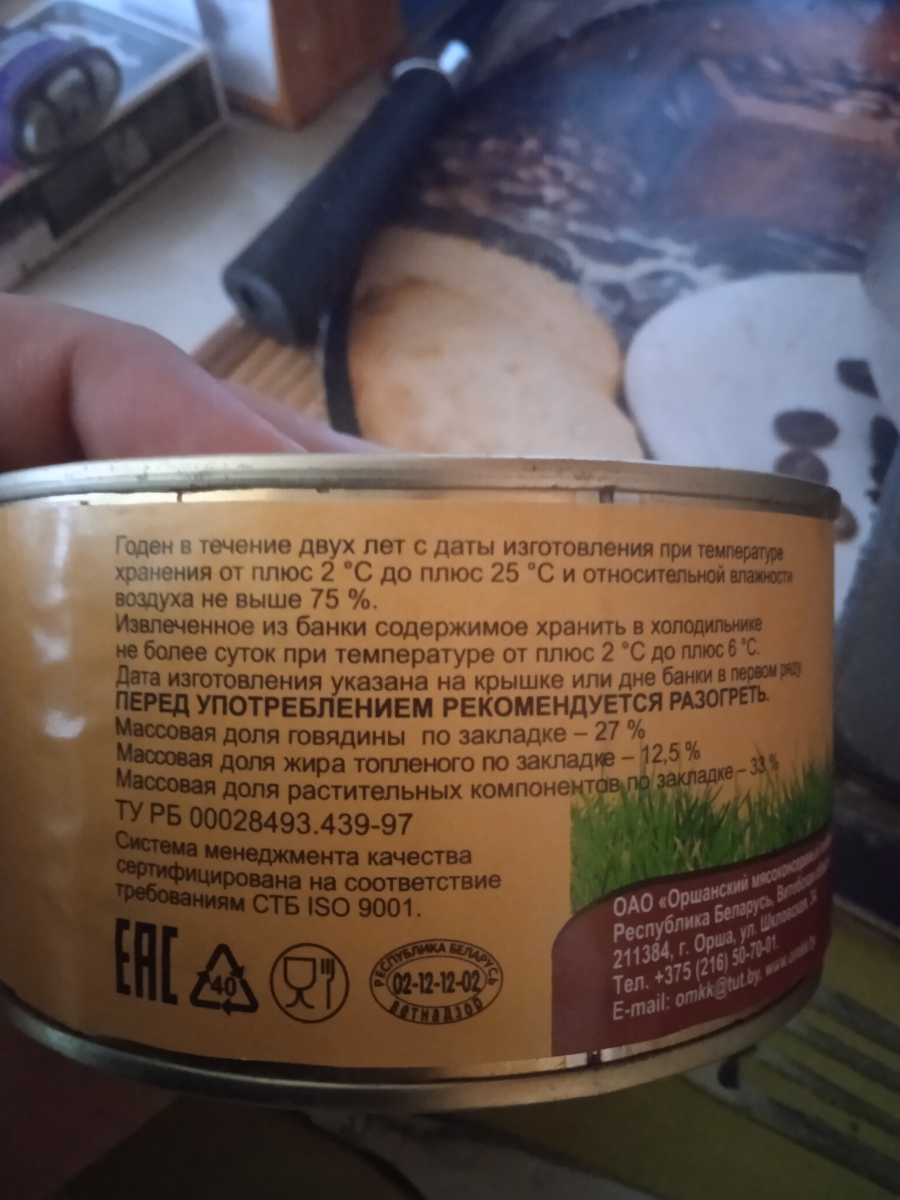 Годен в течение двух лет с даты изготовления при температуре
хранения от плюс 2 °С до плюс 25 °С и относительной влажности
воздуха не выше 75 %.
Извлеченное из банки содержимое хранить в холодильнике
не более суток при температуре от плюс 2 °С до плюс 6 °С.
Дата изготовления указана на крышке или дне банки в первом ряду.
ПЕРЕД УПОТРЕБЛЕНИЕМ РЕКОМЕНДУЕТСЯ РАЗОГРЕТЬ.
Массовая доля говядины по закладке – 27 %
Массовая доля жира топленого по закладке – 12,5 %
Массовая доля растительных компонентов по закладке – 33 %
ТУ РБ 00028493.439-97
Система менеджмента качества
сертифицирована на соответствие
требованиям СТБ ISO 9001.
ЕАС
40
РЕСПУБЛИКА БЕЛАРУСЬ
02-12-12-02
ВЕТНАДЗОР
ОАО «Оршанский мясоконсервный
Республика Беларусь, Витебская
211384, г. Орша, ул. Шкловская, 34
Тел. +375 (216) 50-70-01.
E-mail: omkk@tut.by, www.omkk.by